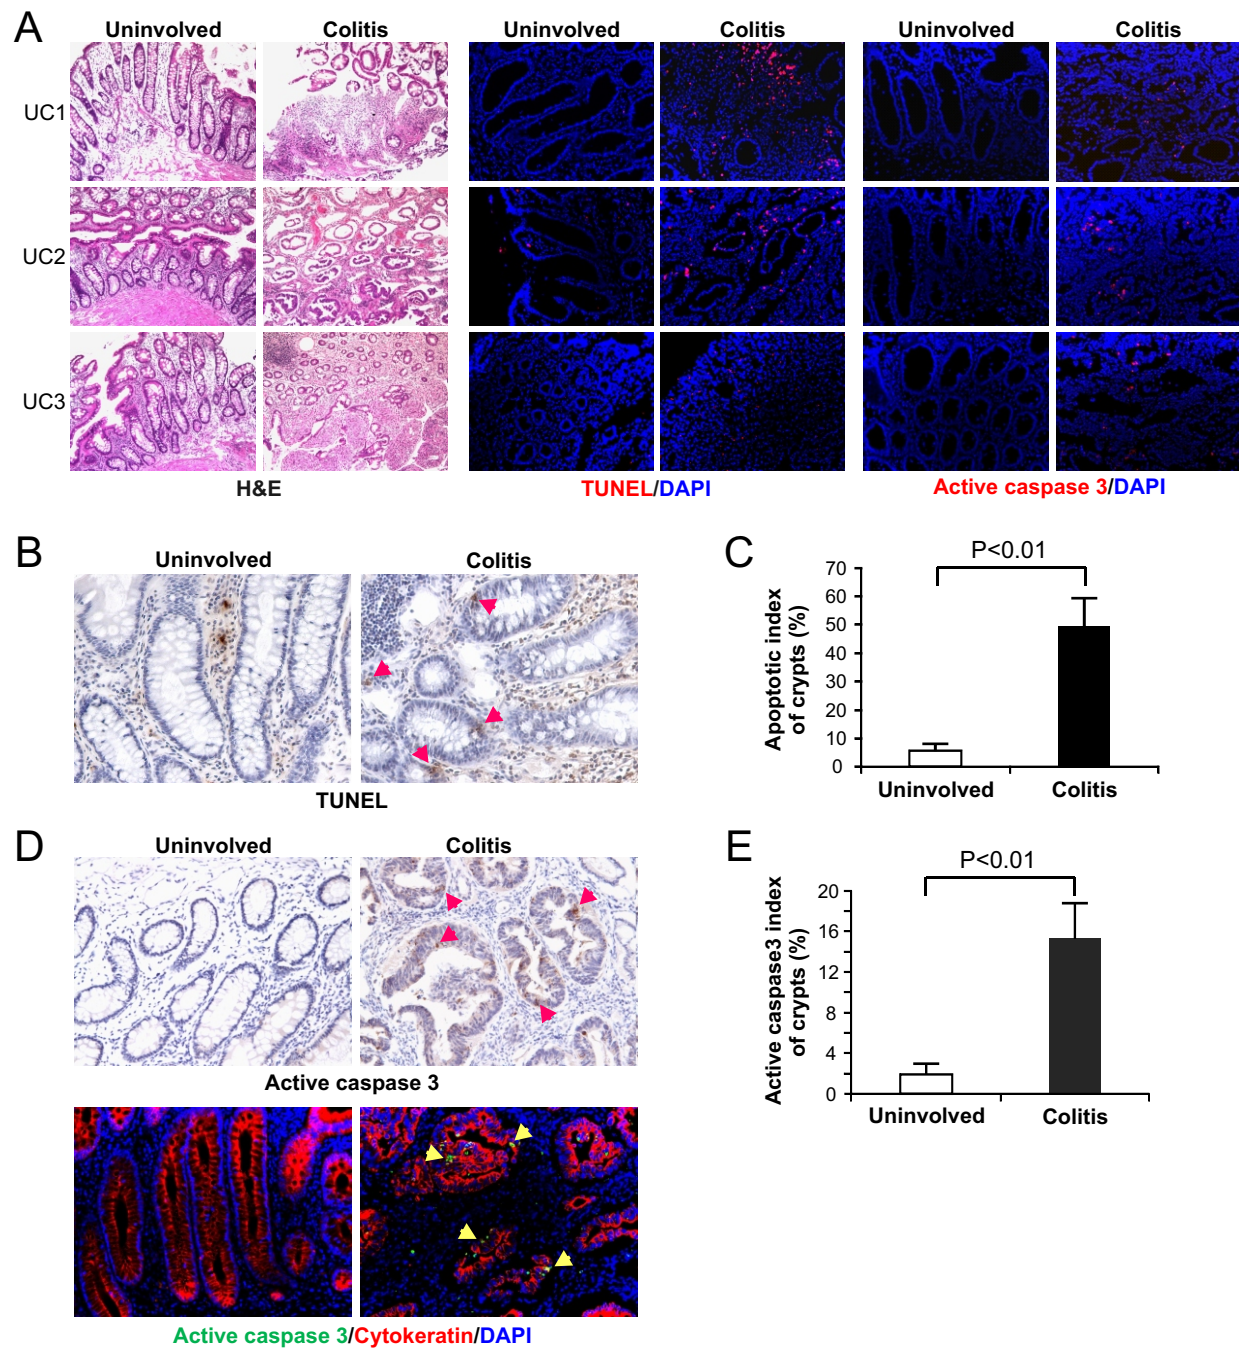 A
Uninvolved Colitis Uninvolved Colitis Uninvolved Colitis
UC1
UC2
UC3
H&E TUNEL/DAPI Active caspase 3/DAPI
B
Uninvolved Colitis
TUNEL
C
P<0.01
Apoptotic index
of crypts (%)
70
60
50
40
30
20
10
0
Uninvolved Colitis
D
Uninvolved Colitis
Active caspase 3
Active caspase 3/Cytokeratin/DAPI
E
P<0.01
Active caspase3 index
of crypts (%)
20
16
12
8
4
0
Uninvolved Colitis